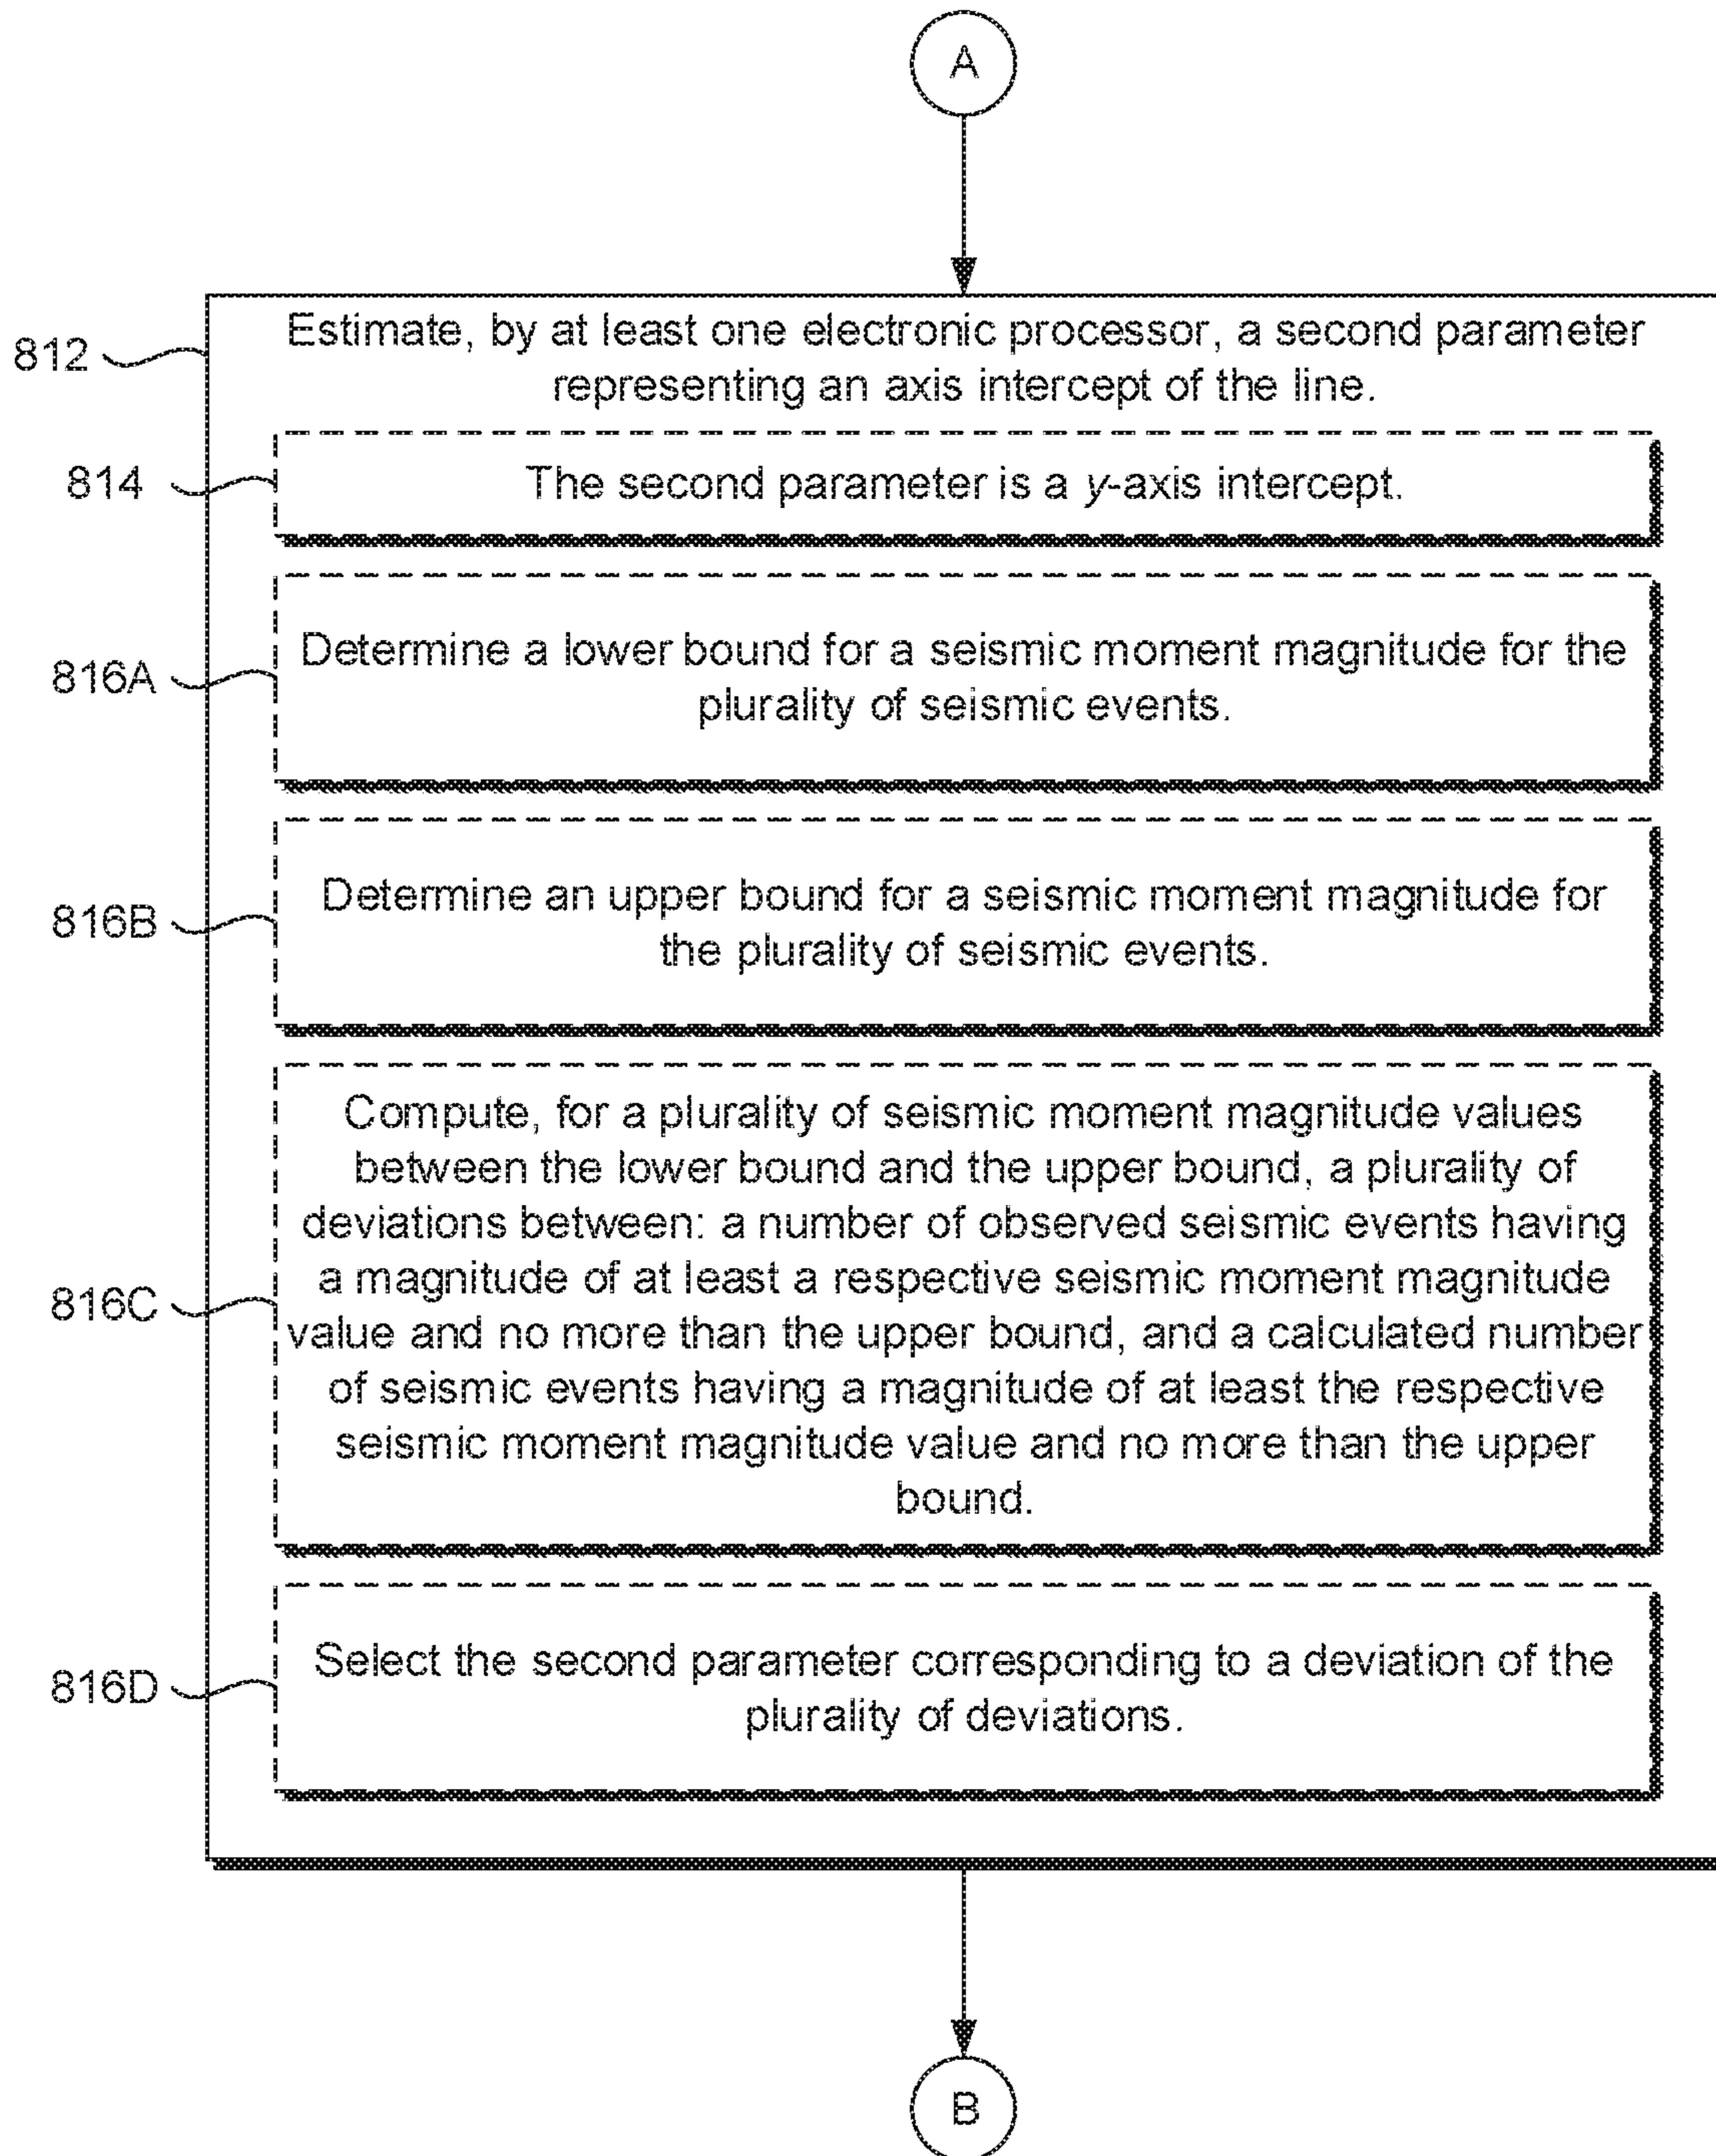 A
812
Estimate, by at least one electronic processor, a second parameter
representing an axis intercept of the line.
814
The second parameter is a y-axis intercept.
816A
Determine a lower bound for a seismic moment magnitude for the
plurality of seismic events.
816B
Determine an upper bound for a seismic moment magnitude for
the plurality of seismic events.
816C
Compute, for a plurality of seismic moment magnitude values
between the lower bound and the upper bound, a plurality of
deviations between: a number of observed seismic events having
a magnitude of at least a respective seismic moment magnitude
value and no more than the upper bound, and a calculated number
of seismic events having a magnitude of at least the respective
seismic moment magnitude value and no more than the upper
bound.
816D
Select the second parameter corresponding to a deviation of the
plurality of deviations.
B